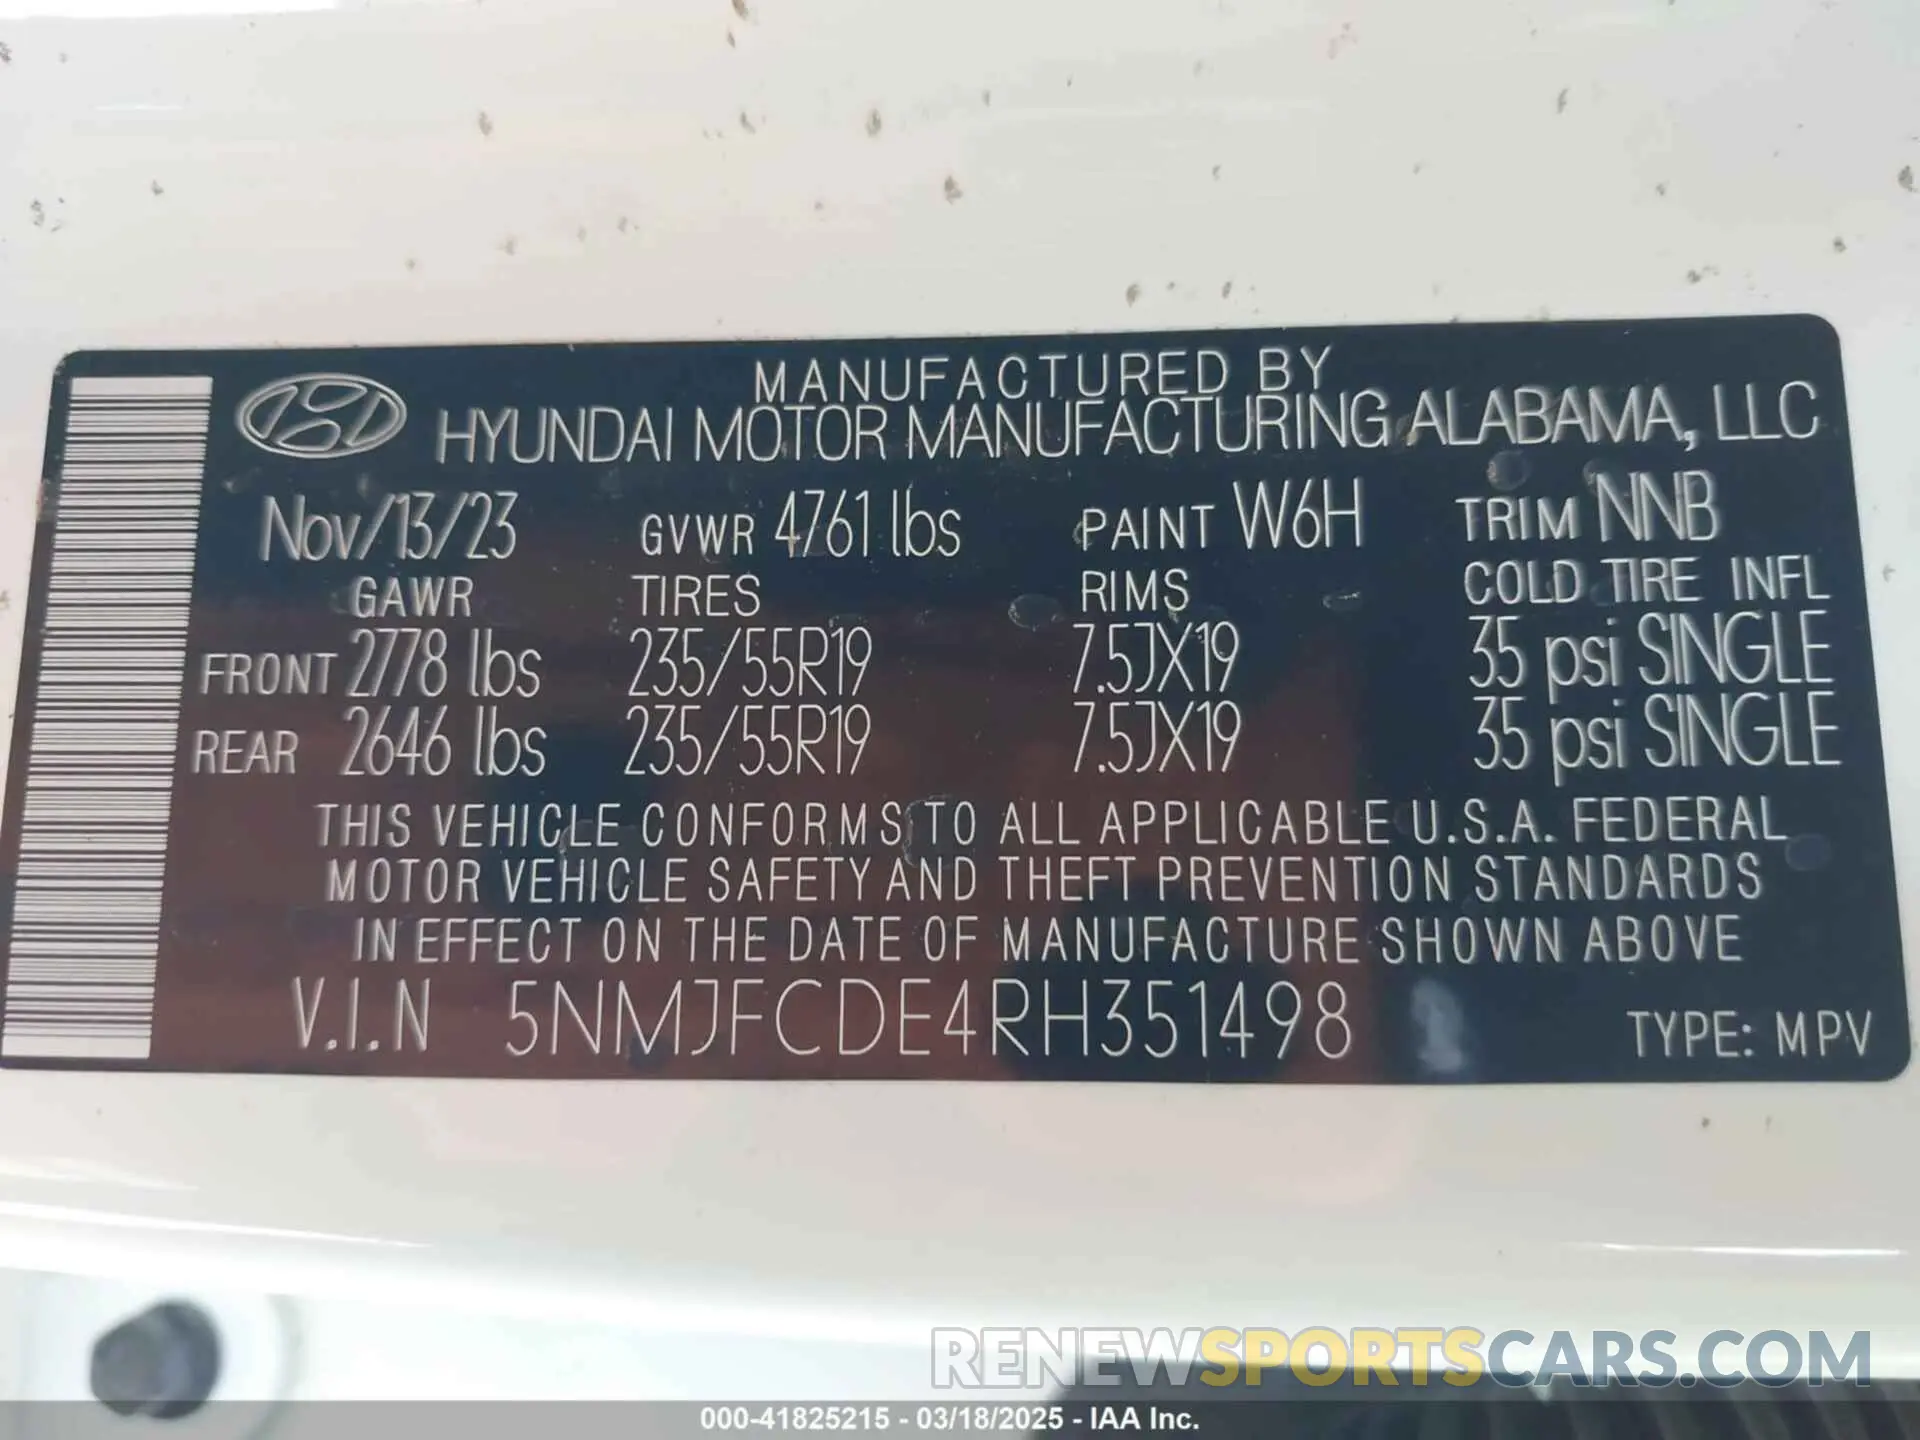 MANUFACTURED BY
HYUNDAI MOTOR MANUFACTURING ALABAMA, LLC
Nov/13/23 GVWR 4761 lbs PAINT W6H TRIM NNB
GAWR TIRES RIMS COLD TIRE INFL
FRONT 2778 lbs 235/55R19 7.5JX19 35 psi SINGLE
REAR 2646 lbs 235/55R19 7.5JX19 35 psi SINGLE
THIS VEHICLE CONFORMS TO ALL APPLICABLE U.S.A. FEDERAL
MOTOR VEHICLE SAFETY AND THEFT PREVENTION STANDARDS
IN EFFECT ON THE DATE OF MANUFACTURE SHOWN ABOVE
V.I.N 5NMJFCDE4RH351498 TYPE: MPV
RENEWSPORTSCARS.COM
000-41825215 - 03/18/2025 - IAA Inc.